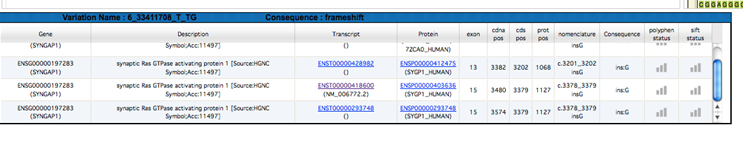 CGGAGGGG
Variation Name : 6_33411708_T_TG Consequence : frameshift
Gene Description Transcript Protein exon cdna pos cds pos prot pos nomenclature Consequence polyphen status sift status
(SYNGAP1) Symbol;Acc:11497] () 7ZCA0_HUMAN) insG
ENSG00000197283 (SYNGAP1) synaptic Ras GTPase activating protein 1 [Source:HGNC Symbol;Acc:11497] ENST00000428982 () ENSP00000412475 (SYGP1_HUMAN) 13 3382 3202 1068 c.3201_3202 insG ins:G
ENSG00000197283 (SYNGAP1) synaptic Ras GTPase activating protein 1 [Source:HGNC Symbol;Acc:11497] ENST00000418600 (NM_006772.2) ENSP00000403636 (SYGP1_HUMAN) 15 3480 3379 1127 c.3378_3379 insG ins:G
ENSG00000197283 (SYNGAP1) synaptic Ras GTPase activating protein 1 [Source:HGNC Symbol;Acc:11497] ENST00000293748 () ENSP00000293748 (SYGP1_HUMAN) 15 3574 3379 1127 c.3378_3379 insG ins:G